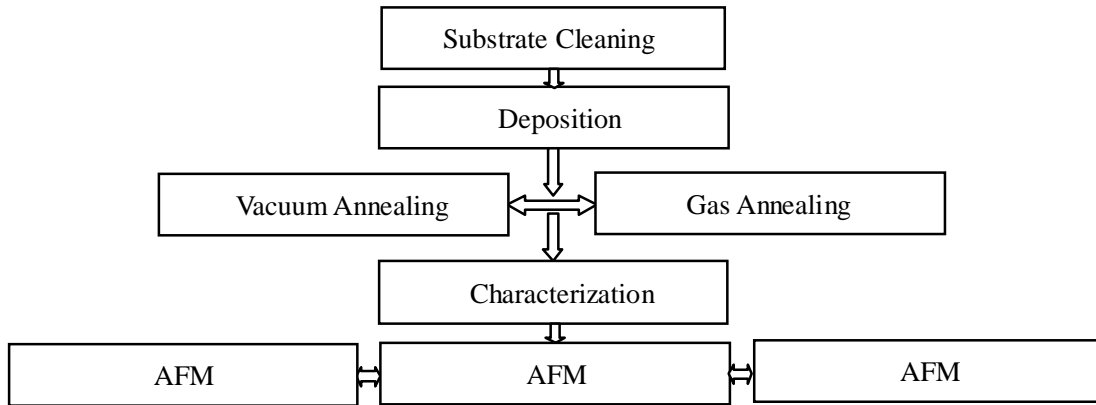 Substrate Cleaning
Deposition
Vacuum Annealing
Gas Annealing
Characterization
AFM
AFM
AFM